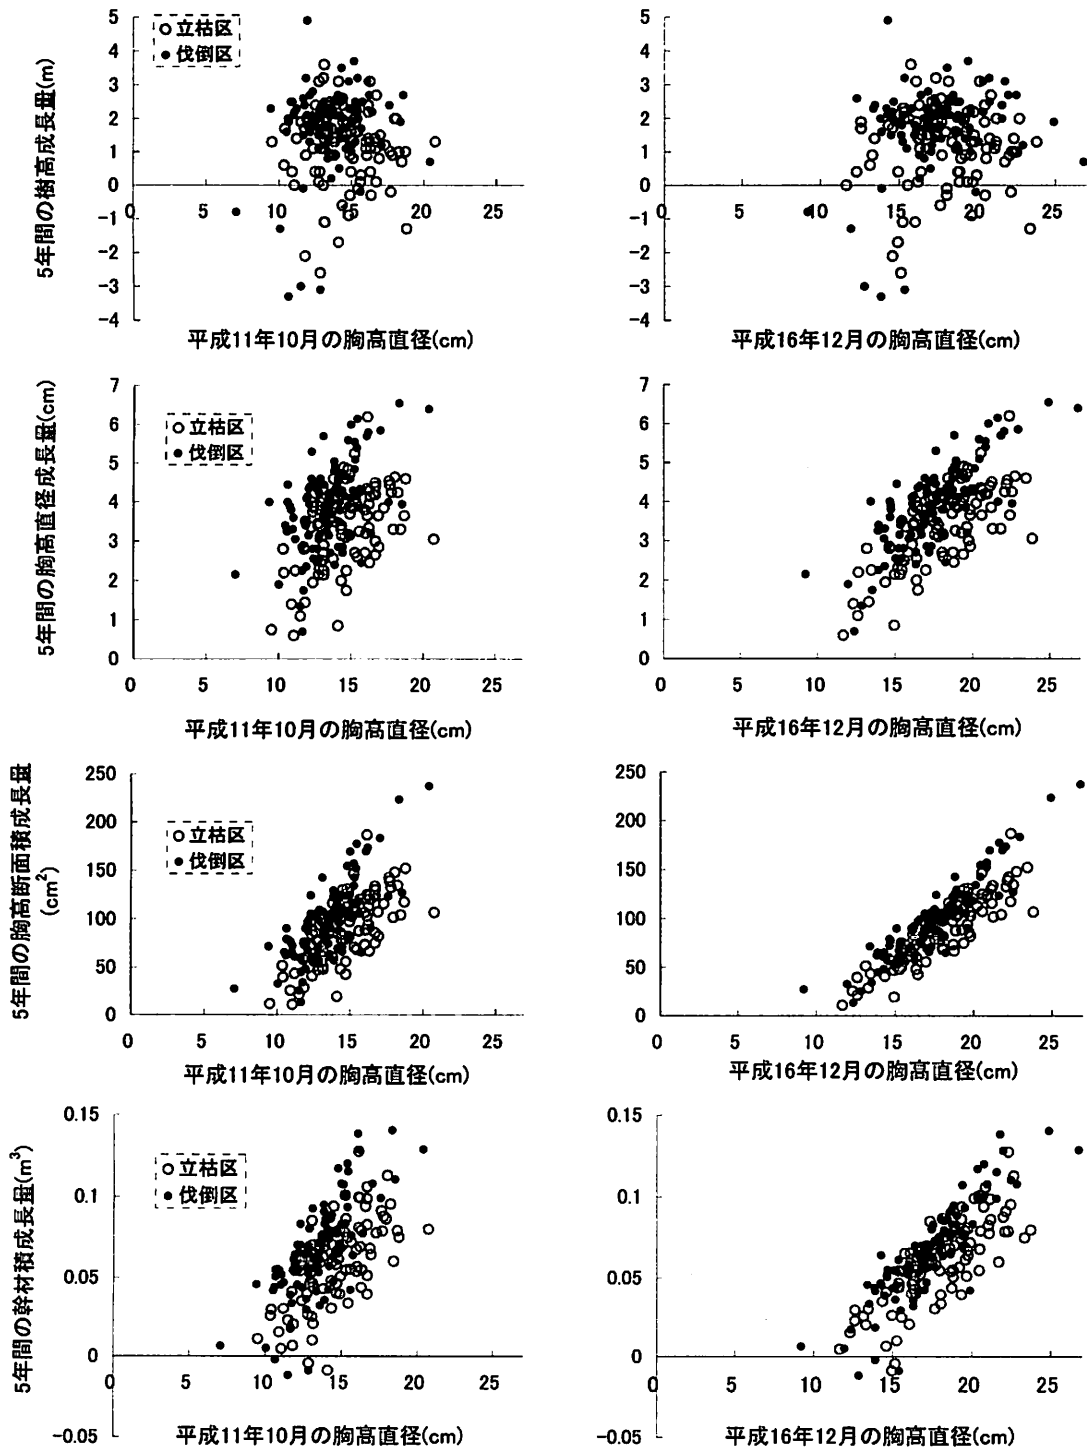 5年間の樹高成長量(m)
5
4
3
2
1
0
-1
-2
-3
-4
立枯区
伐倒区
0 5 10 15 20 25
平成11年10月の胸高直径(cm)
5
4
3
2
1
0
-1
-2
-3
-4
0 5 10 15 20 25
平成16年12月の胸高直径(cm)
5年間の胸高直径成長量(cm)
7
6
5
4
3
2
1
0
立枯区
伐倒区
0 5 10 15 20 25
平成11年10月の胸高直径(cm)
7
6
5
4
3
2
1
0
0 5 10 15 20 25
平成16年12月の胸高直径(cm)
5年間の胸高断面積成長量
(cm²)
250
200
150
100
50
0
立枯区
伐倒区
0 5 10 15 20 25
平成11年10月の胸高直径(cm)
250
200
150
100
50
0
0 5 10 15 20 25
平成16年12月の胸高直径(cm)
5年間の幹材積成長量(m³)
0.15
0.1
0.05
0
-0.05
立枯区
伐倒区
0 5 10 15 20 25
平成11年10月の胸高直径(cm)
0.15
0.1
0.05
0
-0.05
0 5 10 15 20 25
平成16年12月の胸高直径(cm)